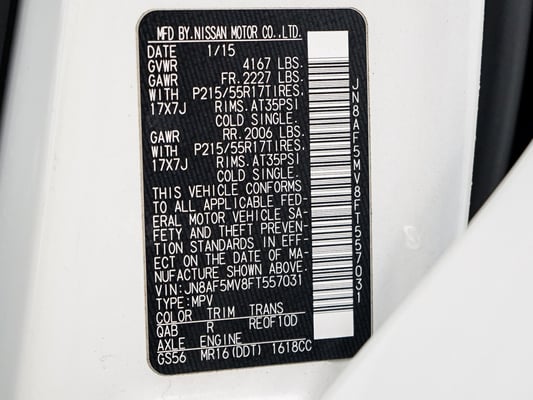 MFD BY.NISSAN MOTOR CO.,LTD.
DATE 1/15
GVWR 4167 LBS.
GAWR FR. 2227 LBS.
WITH P215/55R17TIRES.
17X7J RIMS.AT35PSI
COLD SINGLE.
GAWR RR. 2006 LBS.
WITH P215/55R17TIRES.
17X7J RIMS.AT35PSI
COLD SINGLE.
THIS VEHICLE CONFORMS
TO ALL APPLICABLE FED-
ERAL MOTOR VEHICLE SA-
FETY AND THEFT PREVEN-
TION STANDARDS IN EFF-
ECT ON THE DATE OF MA-
NUFACTURE SHOWN ABOVE.
VIN:JN8AF5MV8FT557031
TYPE:MPV
COLOR TRIM TRANS
QAB R RE0F10D
AXLE ENGINE
GS56 MR16(DDT) 1618CC
JN8AF5MV8FT557031